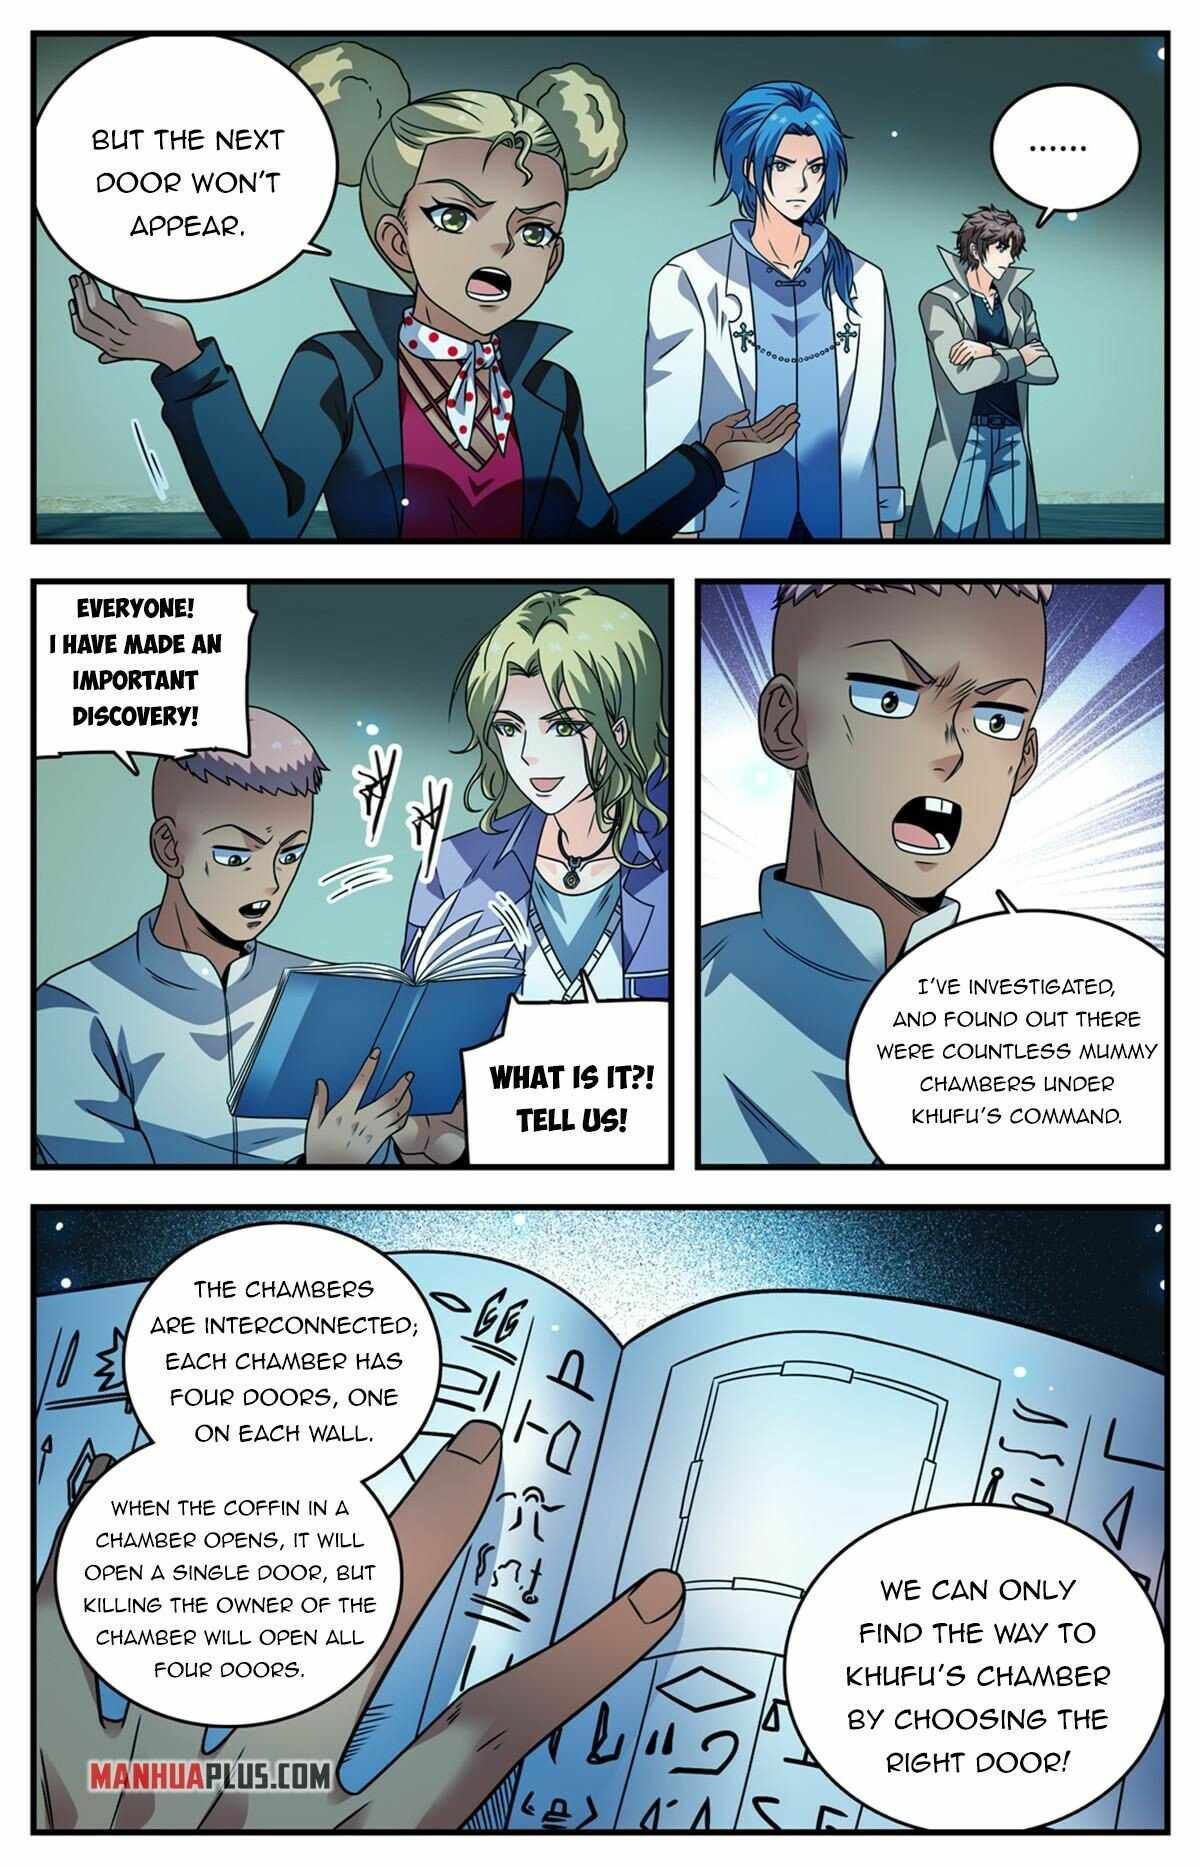 BUT THE NEXT
DOOR WON'T
APPEAR.
......
EVERYONE!
I HAVE MADE AN
IMPORTANT
DISCOVERY!
WHAT IS IT?!
TELL US!
I'VE INVESTIGATED,
AND FOUND OUT THERE
WERE COUNTLESS MUMMY
CHAMBERS UNDER
KHUFU'S COMMAND.
THE CHAMBERS
ARE INTERCONNECTED;
EACH CHAMBER HAS
FOUR DOORS, ONE
ON EACH WALL.
WHEN THE COFFIN IN A
CHAMBER OPENS, IT WILL
OPEN A SINGLE DOOR, BUT
KILLING THE OWNER OF THE
CHAMBER WILL OPEN ALL
FOUR DOORS.
WE CAN ONLY
FIND THE WAY TO
KHUFU'S CHAMBER
BY CHOOSING THE
RIGHT DOOR!
MANHUAPLUS.COM